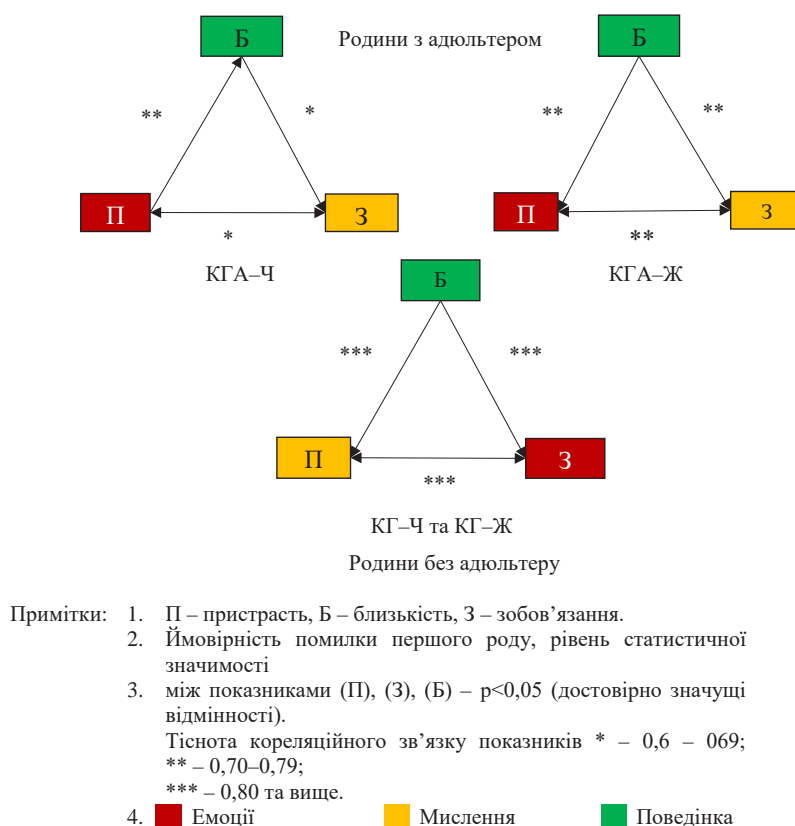 Б Родини з адюльтером Б
** * ** **
П З П З
* **
КГА–Ч КГА–Ж
Б
*** ***
П З
***
КГ–Ч та КГ–Ж
Родини без адюльтеру
Примітки: 1. П – пристрасть, Б – близькість, З – зобов’язання.
2. Ймовірність помилки першого роду, рівень статистичної
значимості
3. між показниками (П), (З), (Б) – p<0,05 (достовірно значущі
відмінності).
Тіснота кореляційного зв’язку показників * – 0,6 – 069;
** – 0,70–0,79;
*** – 0,80 та вище.
4. Емоції Мислення Поведінка